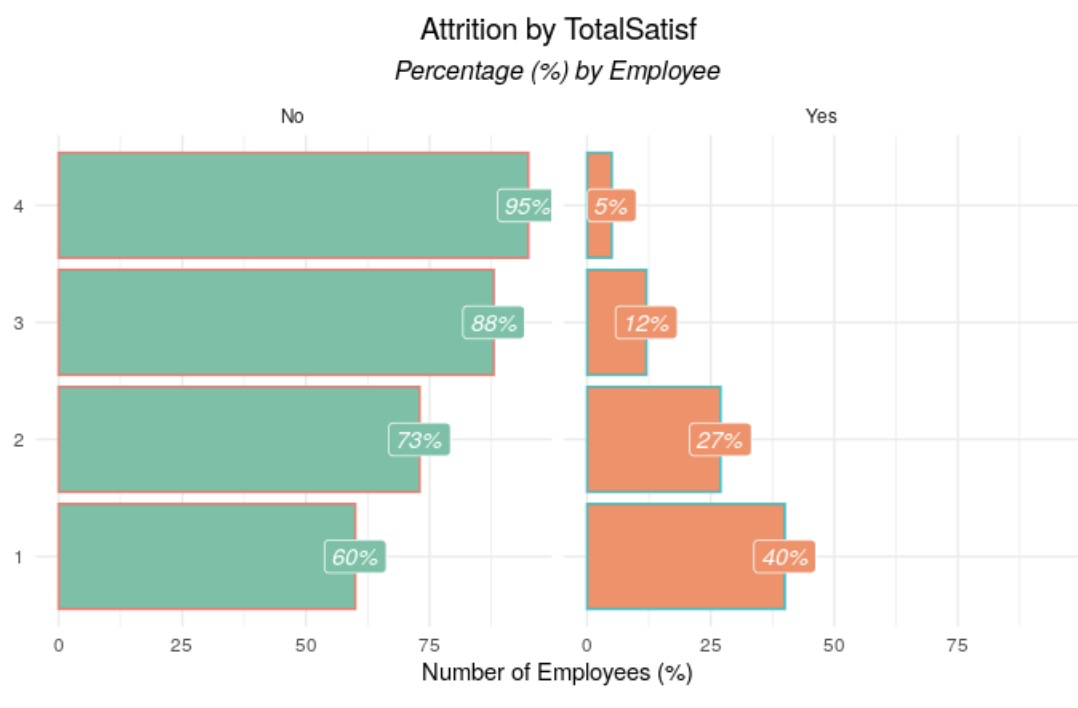 Attrition by TotalSatisf
Percentage (%) by Employee
No Yes
4 95% 5%
3 88% 12%
2 73% 27%
1 60% 40%
0 25 50 75 0 25 50 75
Number of Employees (%)